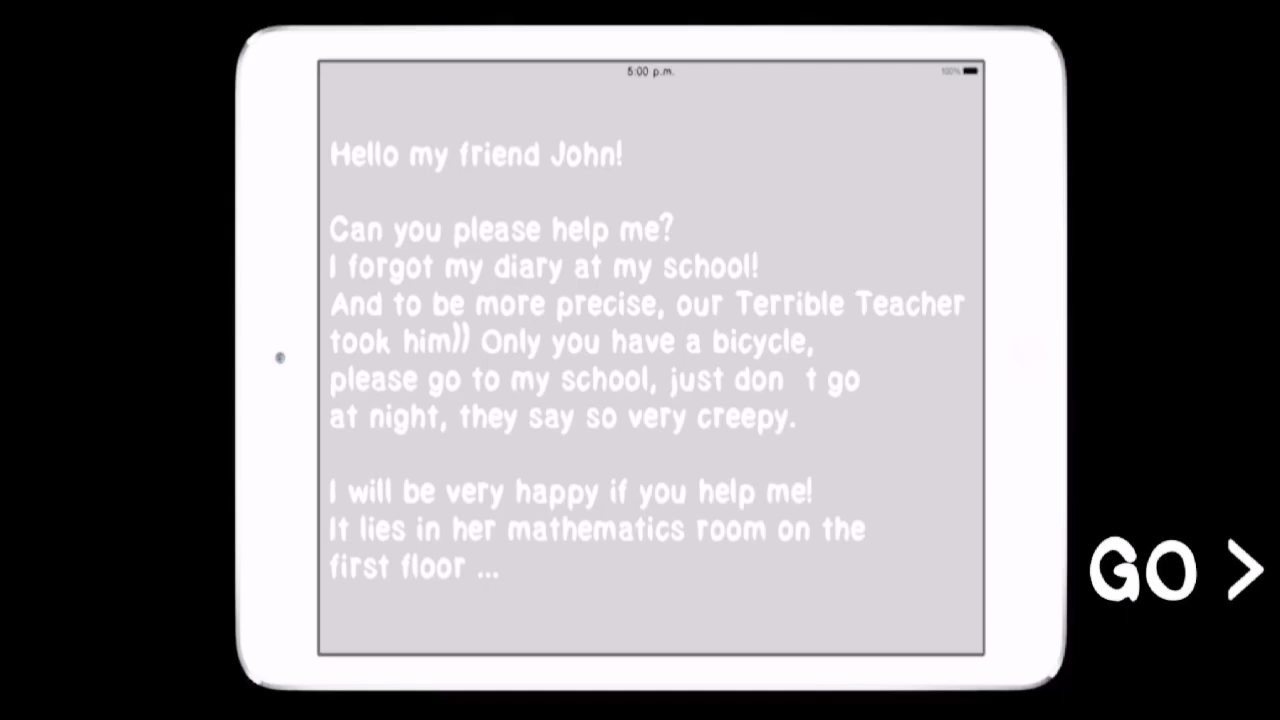 5:00 p.m.
100%
Hello my friend John!
Can you please help me?
I forgot my diary at my school!
And to be more precise, our Terrible Teacher
took him)) Only you have a bicycle,
please go to my school, just don t go
at night, they say so very creepy.
I will be very happy if you help me!
It lies in her mathematics room on the
first floor ...
GO >